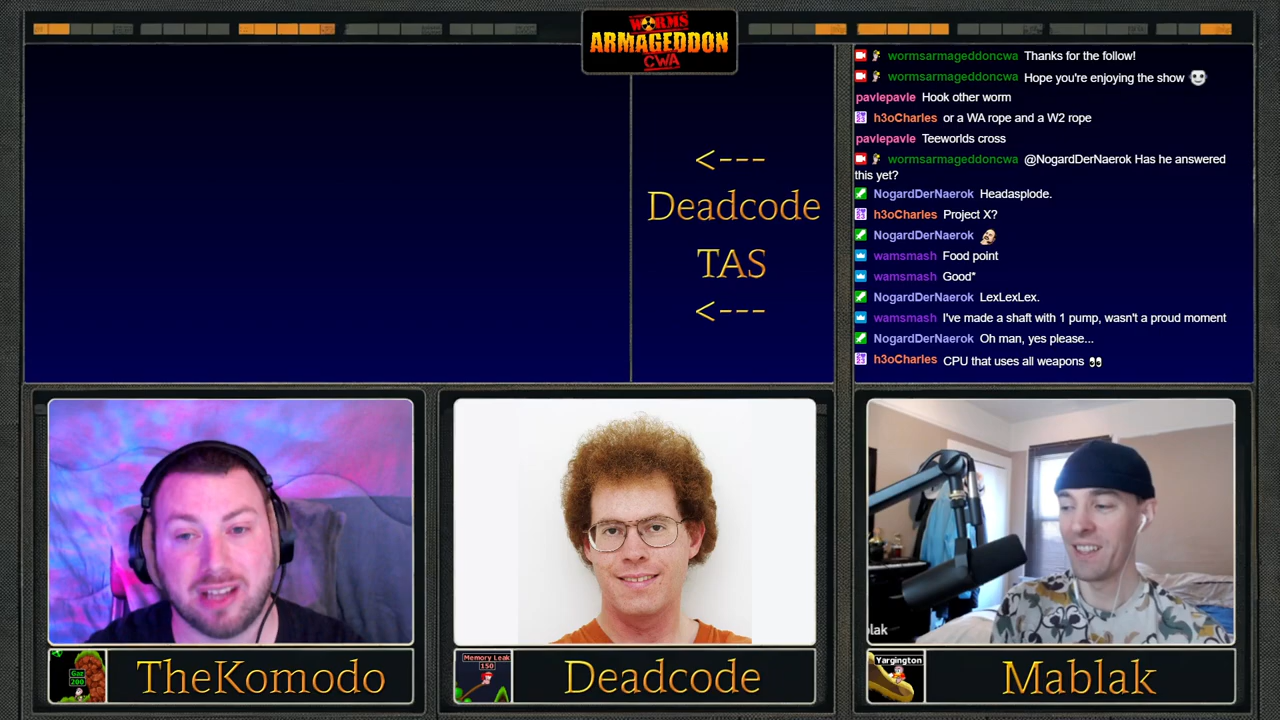 WORMS
ARMAGEDDON
CWA
<---
Deadcode
TAS
<---
wormsarmageddoncwa Thanks for the follow!
wormsarmageddoncwa Hope you're enjoying the show
pavlepavle Hook other worm
h3oCharles or a WA rope and a W2 rope
pavlepavle Teeworlds cross
wormsarmageddoncwa @NogardDerNaerok Has he answered
this yet?
NogardDerNaerok Headasplode.
h3oCharles Project X?
NogardDerNaerok
wamsmash Food point
wamsmash Good*
NogardDerNaerok LexLexLex.
wamsmash I've made a shaft with 1 pump, wasn't a proud moment
NogardDerNaerok Oh man, yes please...
h3oCharles CPU that uses all weapons 👀
lak
Gaz
200
TheKomodo
Memory Leak
150
Deadcode
Yargington
Mablak